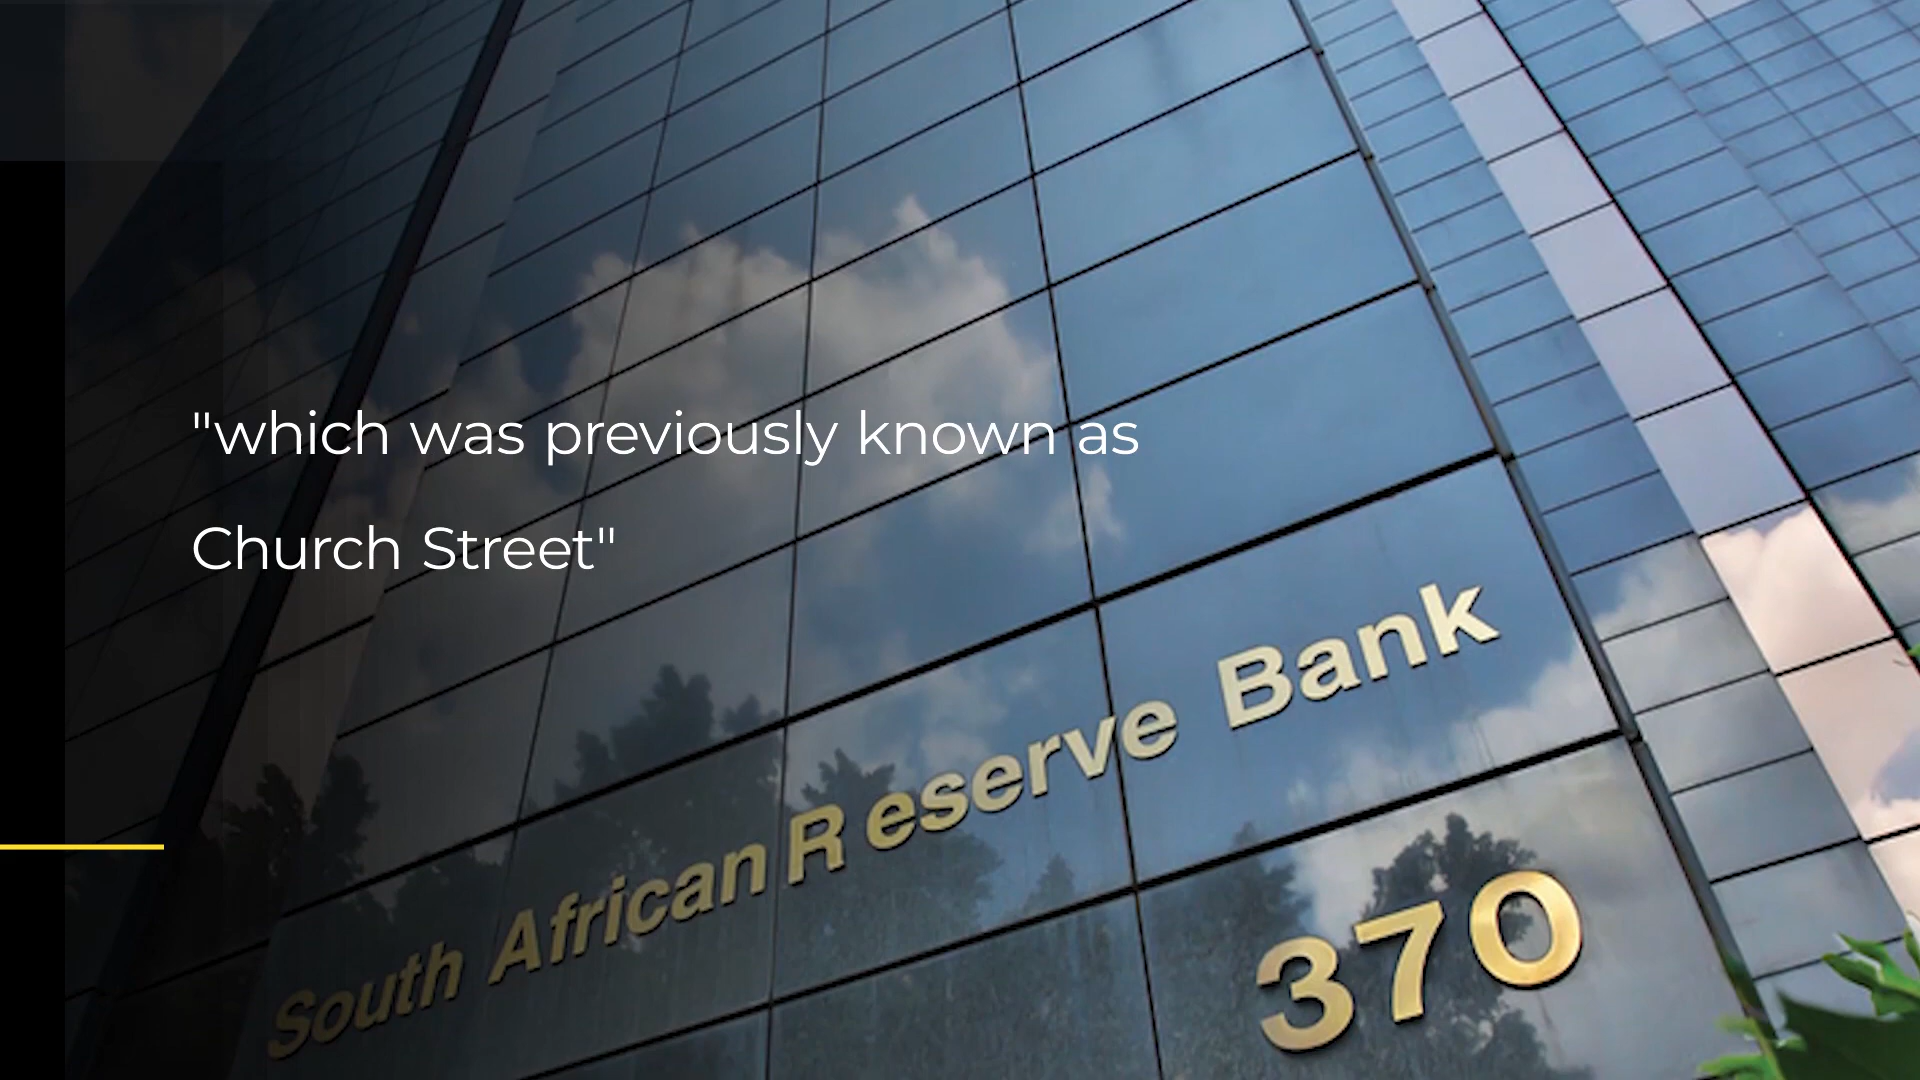 "which was previously known as
Church Street"
South African Reserve Bank
370